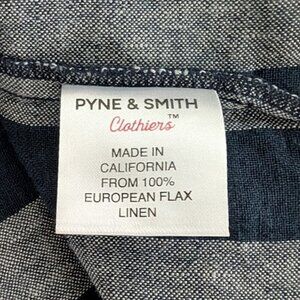 PYNE & SMITH
Clothiers™
MADE IN
CALIFORNIA
FROM 100%
EUROPEAN FLAX
LINEN